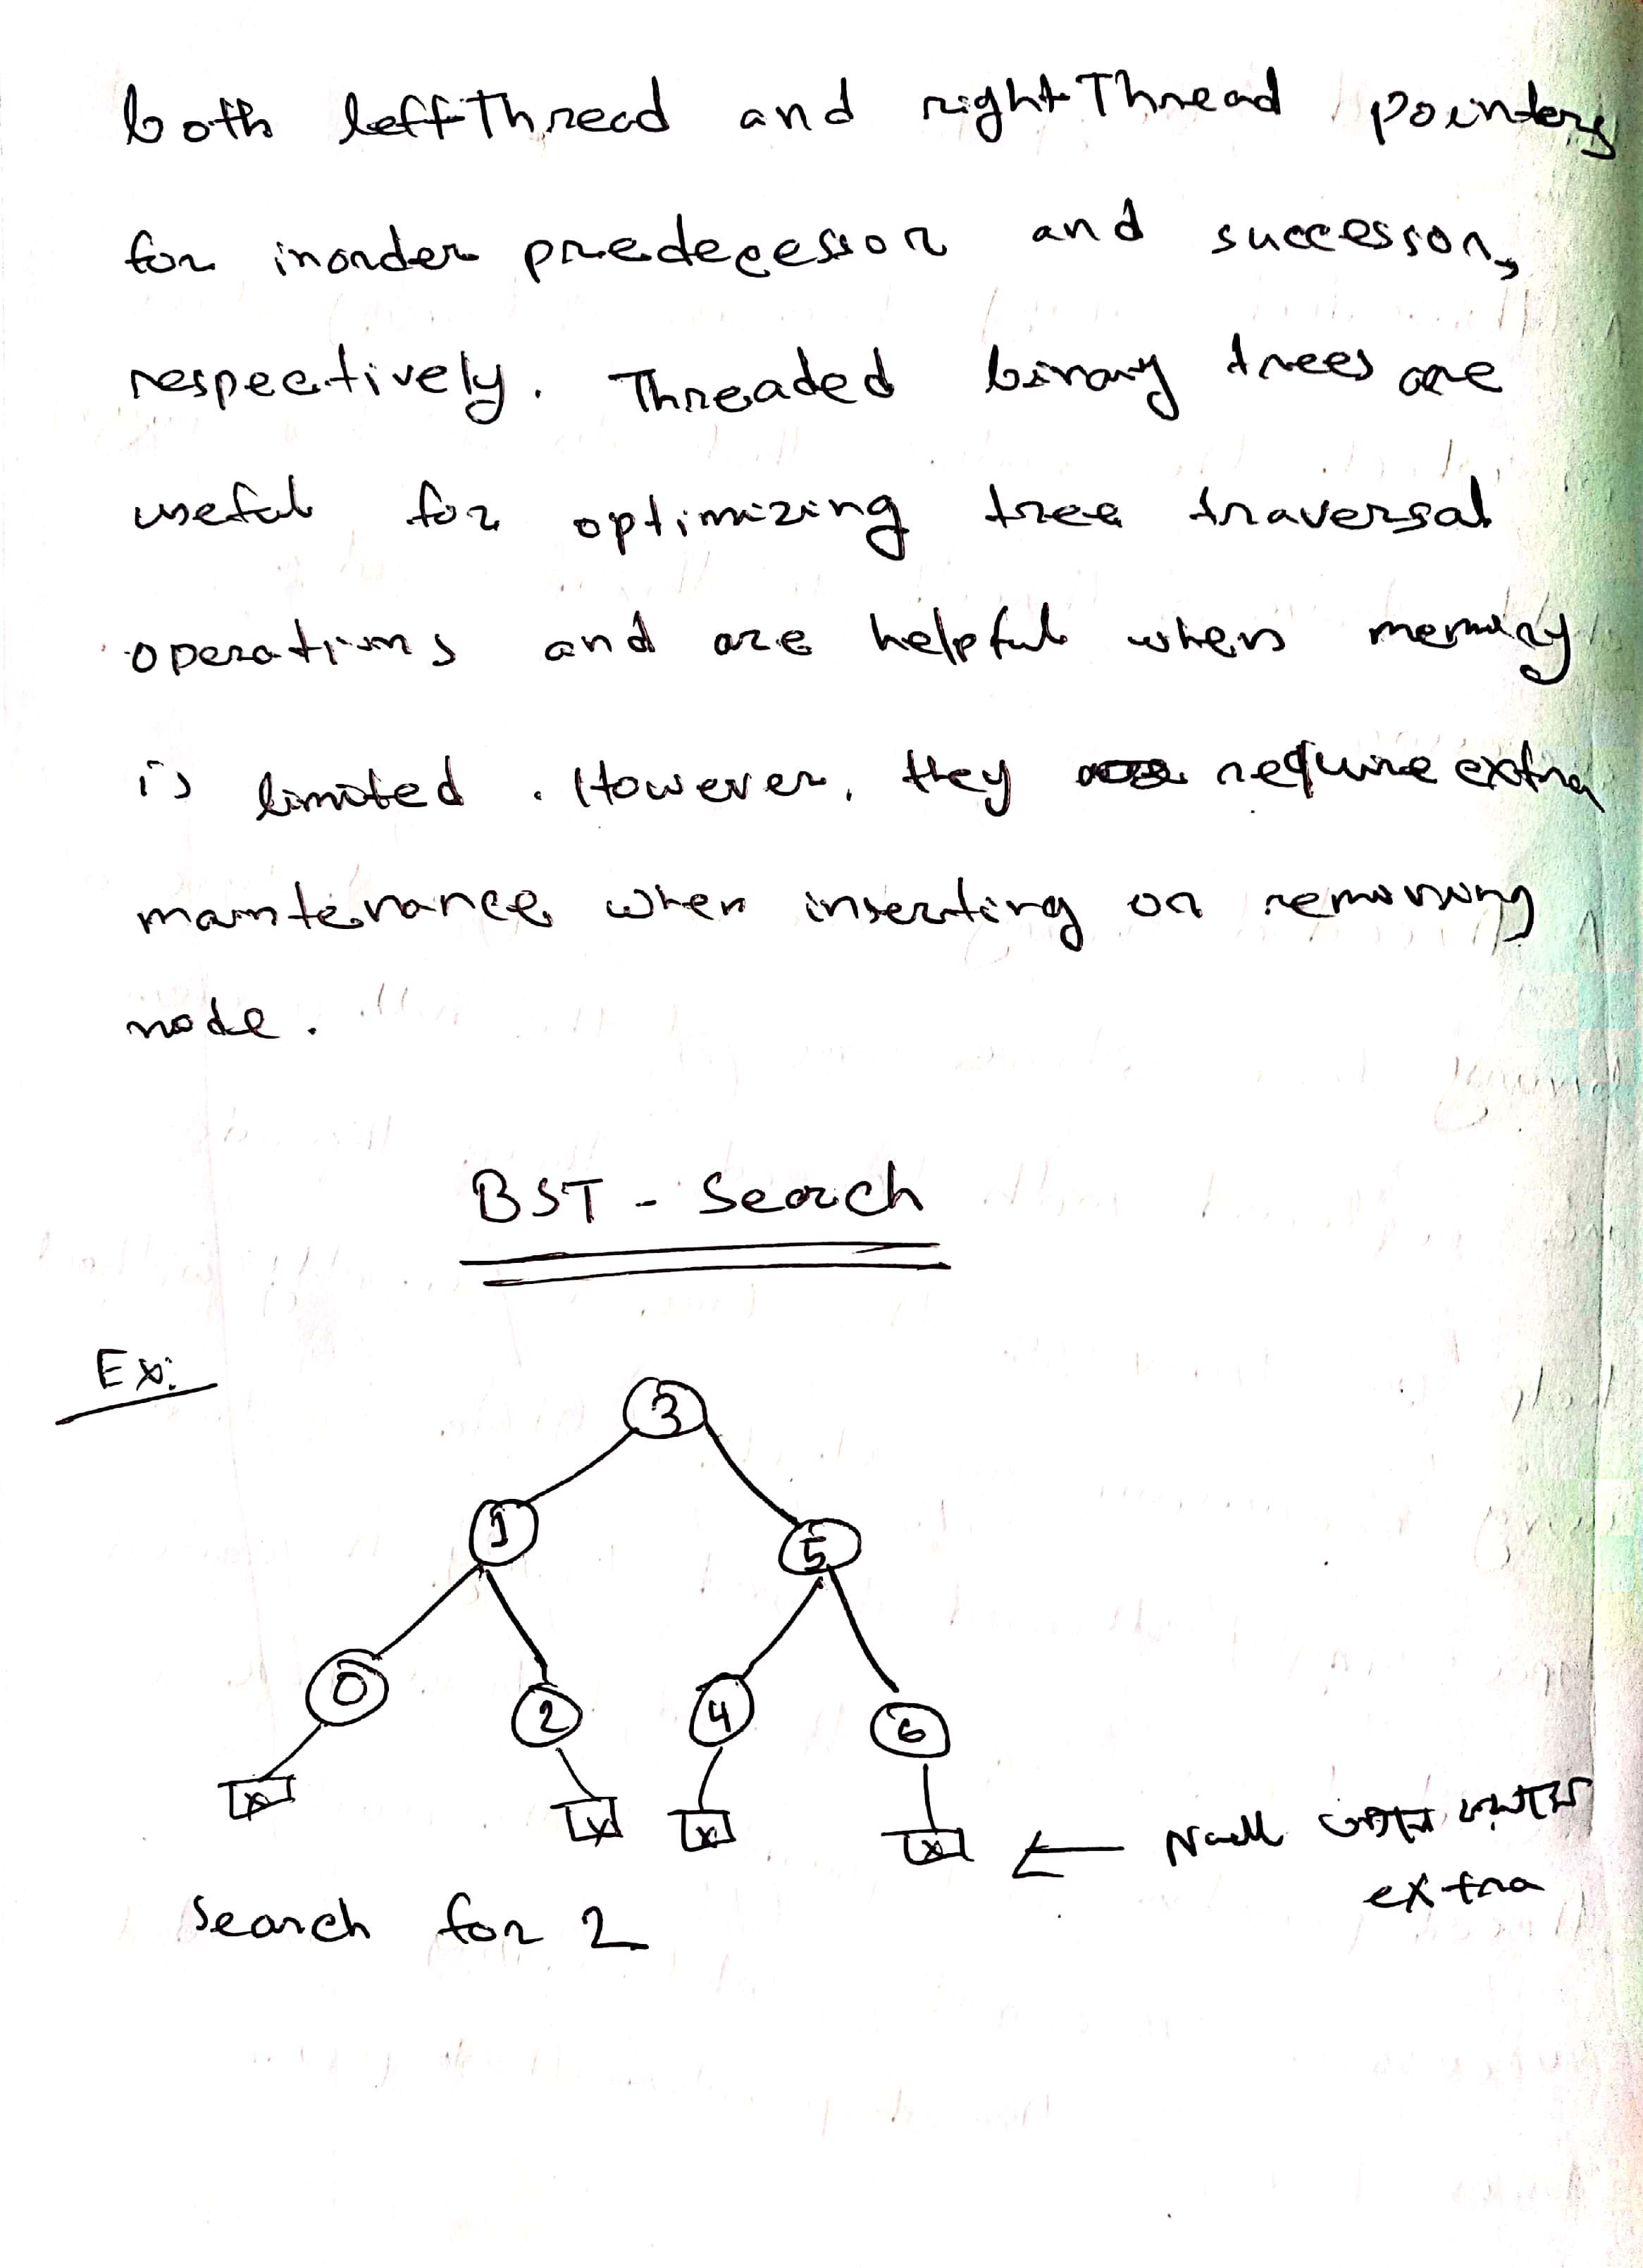 both leftThread and rightThread pointers
for inorder predecessor and successor,
respectively. Threaded binary trees are
useful for optimizing tree traversal
operations and are helpful when memory
is limited. However, they require extra
maintenance when inserting or removing
node.
BST - Search
Ex:
3
1
5
0
2
4
6
x
x
x
x
← Null
extra
Search for 2